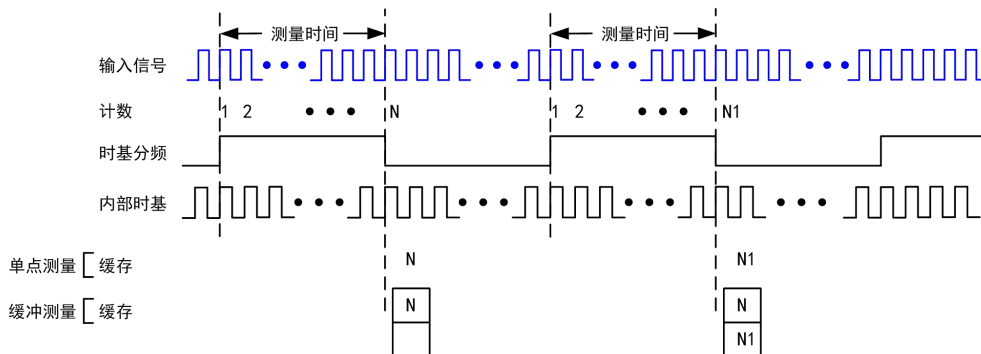 测量时间 测量时间
输入信号
计数 1 2 N 1 2 N1
时基分频
内部时基
单点测量 缓存 N N1
缓冲测量 缓存 N N
N1